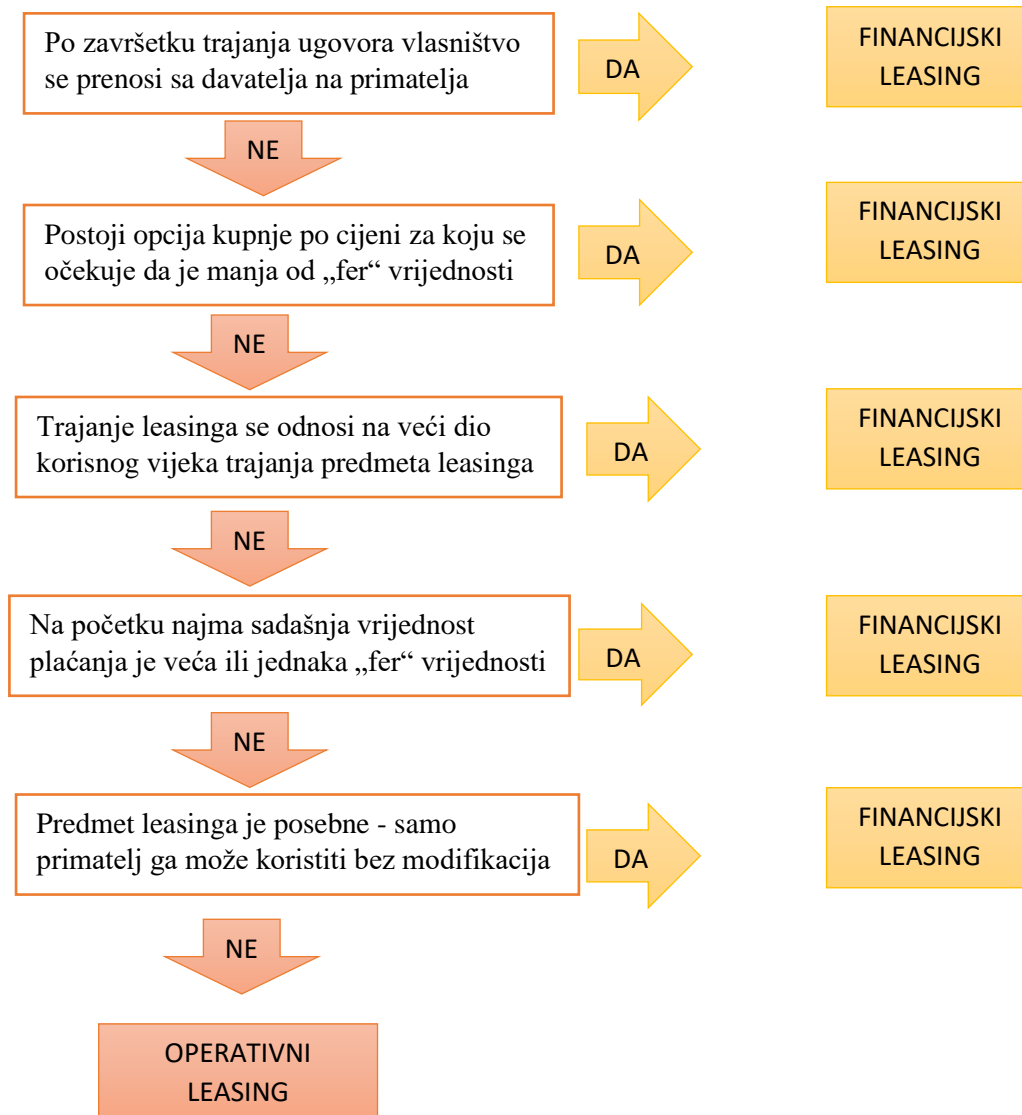 Po završetku trajanja ugovora vlasništvo
se prenosi sa davatelja na primatelja
DA
FINANCIJSKI
LEASING
NE
Postoji opcija kupnje po cijeni za koju se
očekuje da je manja od „fer“ vrijednosti
DA
FINANCIJSKI
LEASING
NE
Trajanje leasinga se odnosi na veći dio
korisnog vijeka trajanja predmeta leasinga
DA
FINANCIJSKI
LEASING
NE
Na početku najma sadašnja vrijednost
plaćanja je veća ili jednaka „fer“ vrijednosti
DA
FINANCIJSKI
LEASING
NE
Predmet leasinga je posebne - samo
primatelj ga može koristiti bez modifikacija
DA
FINANCIJSKI
LEASING
NE
OPERATIVNI
LEASING